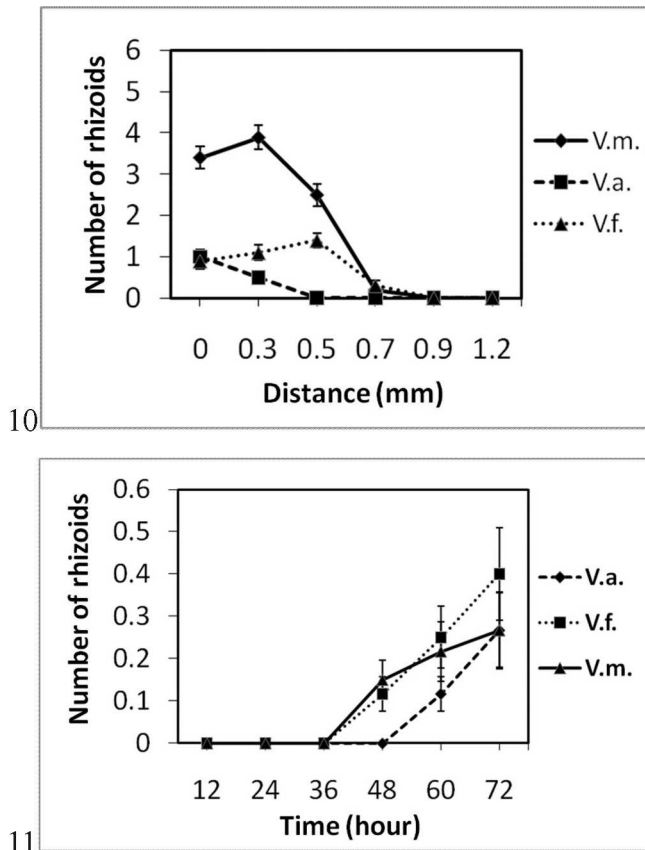 Number of rhizoids
6
5
4
3
2
1
0
0 0.3 0.5 0.7 0.9 1.2
Distance (mm)
V.m.
V.a.
V.f.
10
Number of rhizoids
0.6
0.5
0.4
0.3
0.2
0.1
0
12 24 36 48 60 72
Time (hour)
V.a.
V.f.
V.m.
11